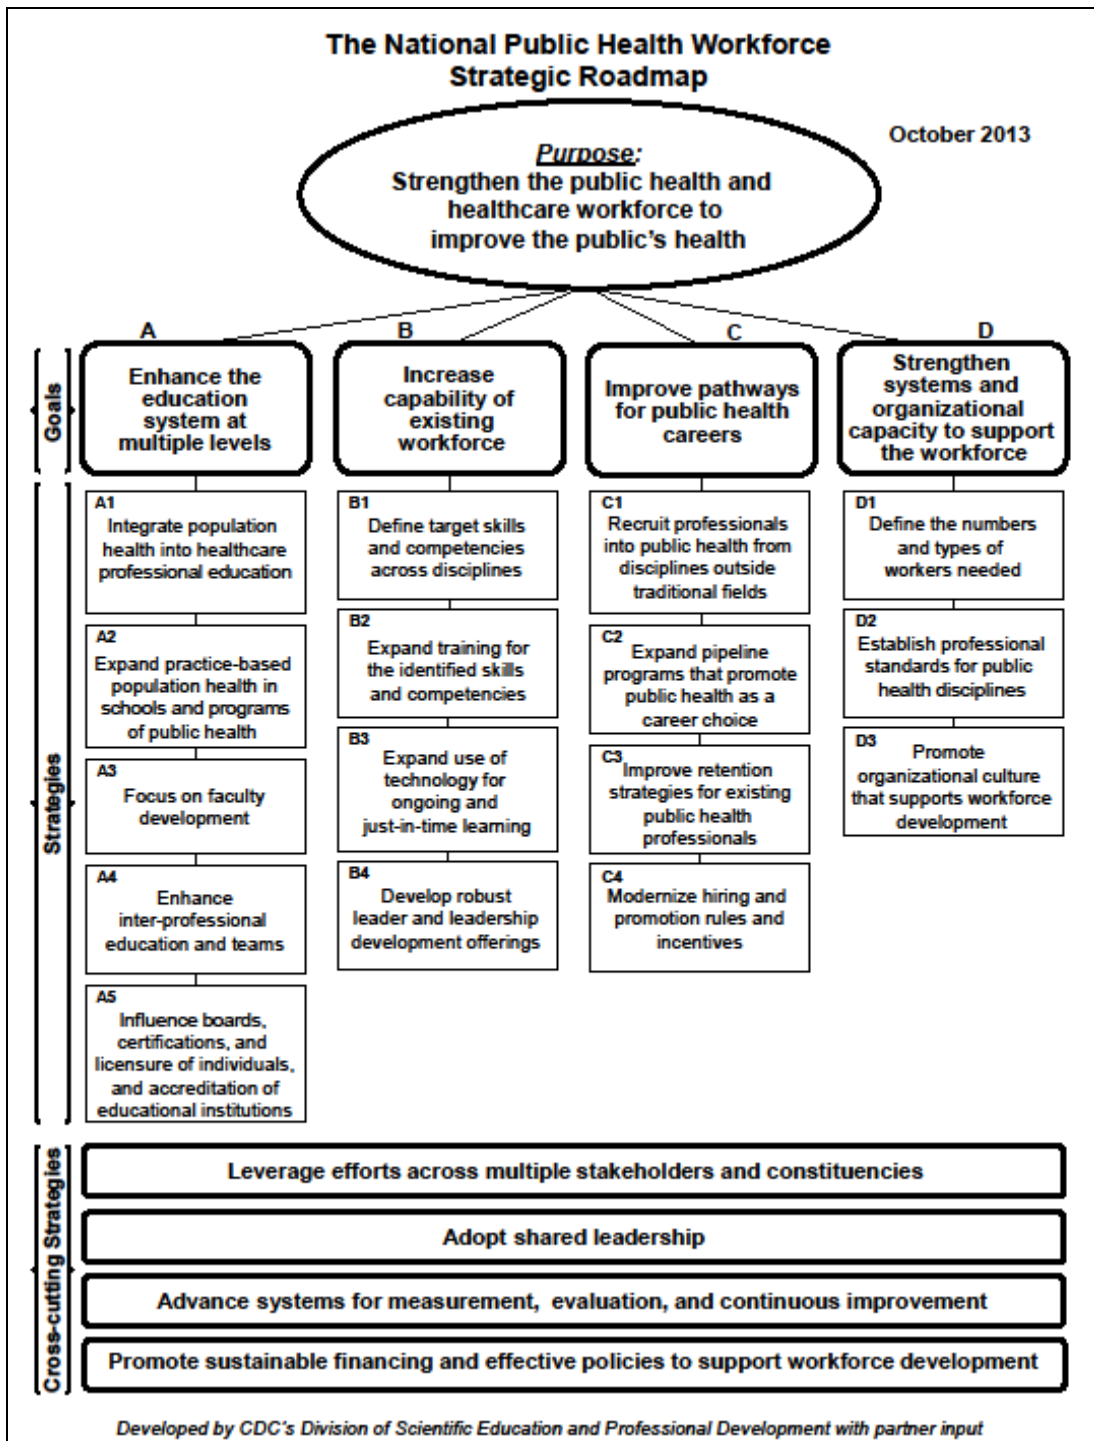 The National Public Health Workforce
Strategic Roadmap
October 2013
Purpose:
Strengthen the public health and
healthcare workforce to
improve the public's health
A
B
C
D
Goals
Enhance the
education
system at
multiple levels
Increase
capability of
existing
workforce
Improve pathways
for public health
careers
Strengthen
systems and
organizational
capacity to support
the workforce
Strategies
A1
Integrate population
health into healthcare
professional education
A2
Expand practice-based
population health in
schools and programs
of public health
A3
Focus on faculty
development
A4
Enhance
inter-professional
education and teams
A5
Influence boards,
certifications, and
licensure of individuals,
and accreditation of
educational institutions
B1
Define target skills
and competencies
across disciplines
B2
Expand training for
the identified skills
and competencies
B3
Expand use of
technology for
ongoing and
just-in-time learning
B4
Develop robust
leader and leadership
development offerings
C1
Recruit professionals
into public health from
disciplines outside
traditional fields
C2
Expand pipeline
programs that promote
public health as a
career choice
C3
Improve retention
strategies for existing
public health
professionals
C4
Modernize hiring and
promotion rules and
incentives
D1
Define the numbers
and types of
workers needed
D2
Establish professional
standards for public
health disciplines
D3
Promote
organizational culture
that supports workforce
development
Cross-cutting Strategies
Leverage efforts across multiple stakeholders and constituencies
Adopt shared leadership
Advance systems for measurement, evaluation, and continuous improvement
Promote sustainable financing and effective policies to support workforce development
Developed by CDC's Division of Scientific Education and Professional Development with partner input